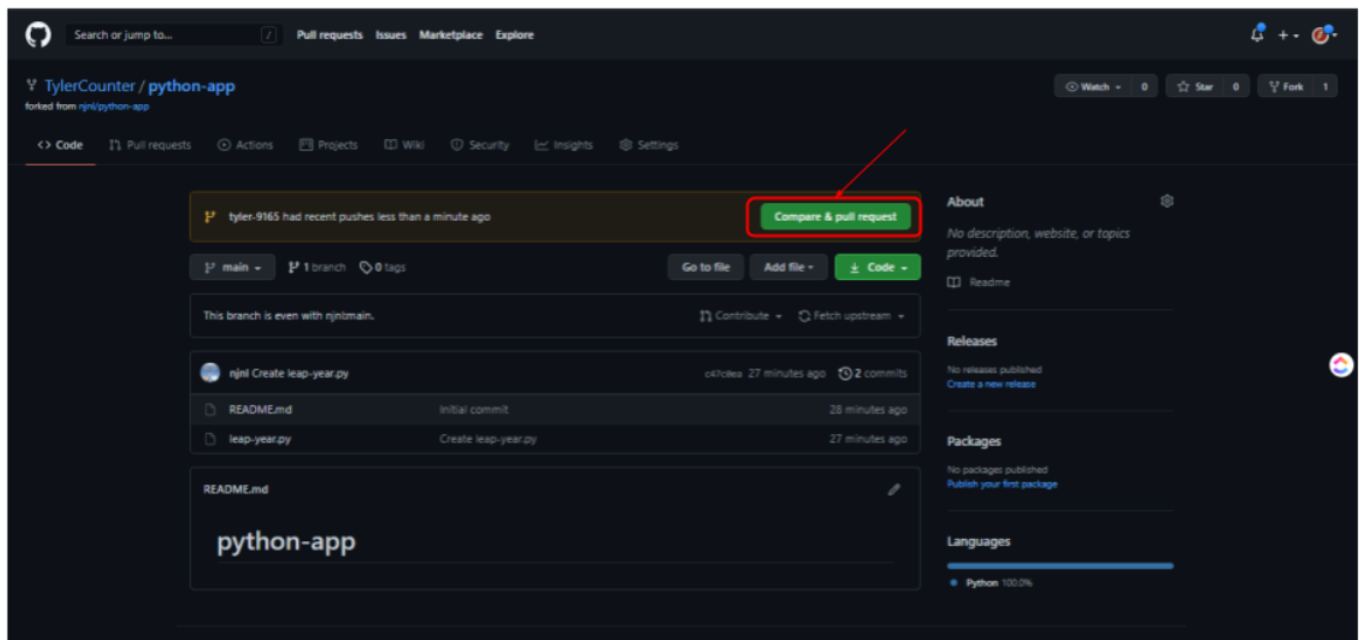 Search or jump to... /
Pull requests Issues Marketplace Explore
TylerCounter / python-app
forked from njnl/python-app
Watch 0 Star 0 Fork 1
Code Pull requests Actions Projects Wiki Security Insights Settings
tyler-9165 had recent pushes less than a minute ago Compare & pull request
main 1 branch 0 tags Go to file Add file Code
This branch is even with njnl:main. Contribute Fetch upstream
njnl Create leap-year.py c47c9ea 27 minutes ago 2 commits
README.md Initial commit 28 minutes ago
leap-year.py Create leap-year.py 27 minutes ago
README.md
python-app
About
No description, website, or topics
provided.
Readme
Releases
No releases published
Create a new release
Packages
No packages published
Publish your first package
Languages
Python 100.0%